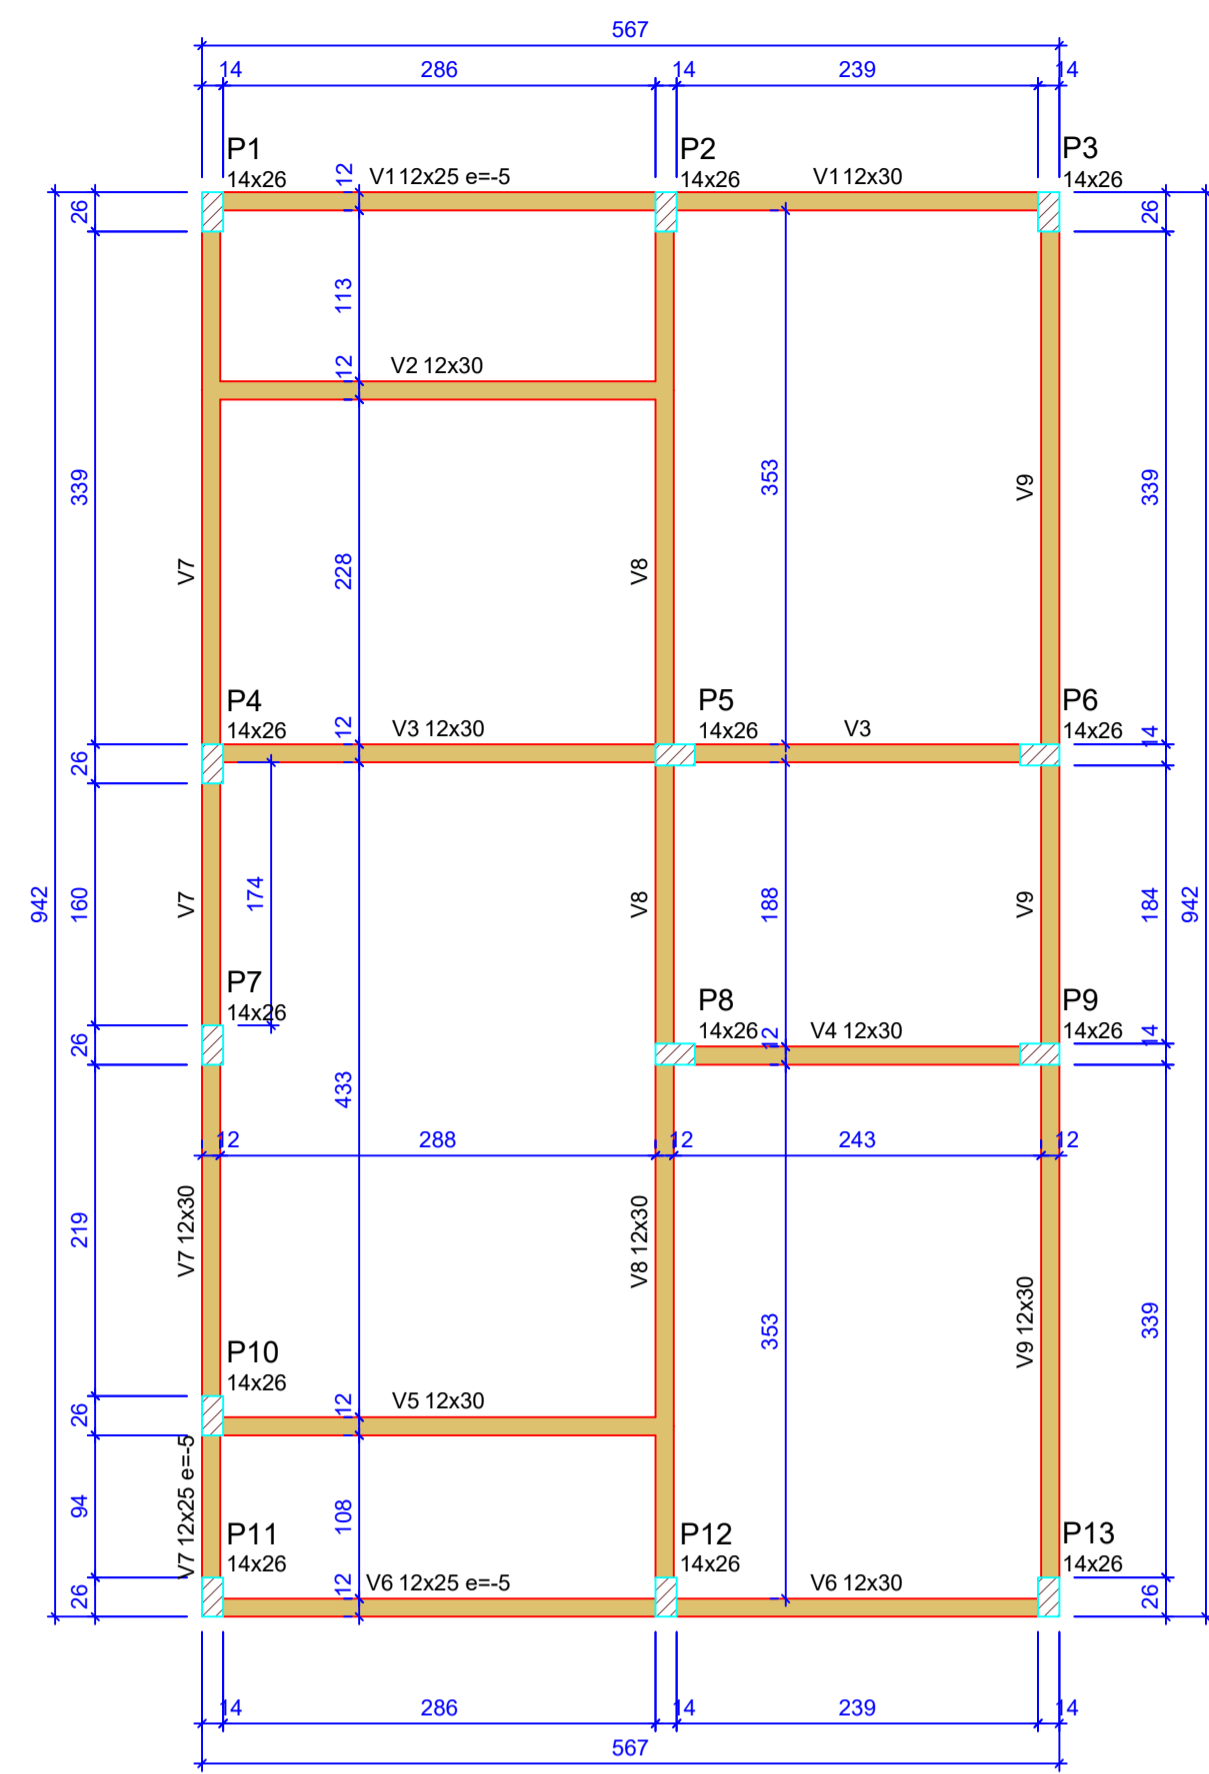 567
14 286 14 239 14
P1 P2 P3
14x26 14x26 14x26
12 V1 12x25 e=-5 V1 12x30
26 26
113
12 V2 12x30
339 353 339
V9
V7 228 V8
P4 P5 P6
14x26 14x26 14x26
12 V3 12x30 V3 14
26
942 160 V7 174 V8 188 V9 184 942
P7 P8 P9
14x26 14x26 14x26
12 V4 12x30 14
26
433
12 288 12 243 12
219 V7 12x30 V8 12x30
353 V9 12x30 339
P10
14x26
26 12 V5 12x30
94 V7 12x25 e=-5 108
P11 P12 P13
14x26 14x26 14x26
26 12 V6 12x25 e=-5 V6 12x30 26
14 286 14 239 14
567